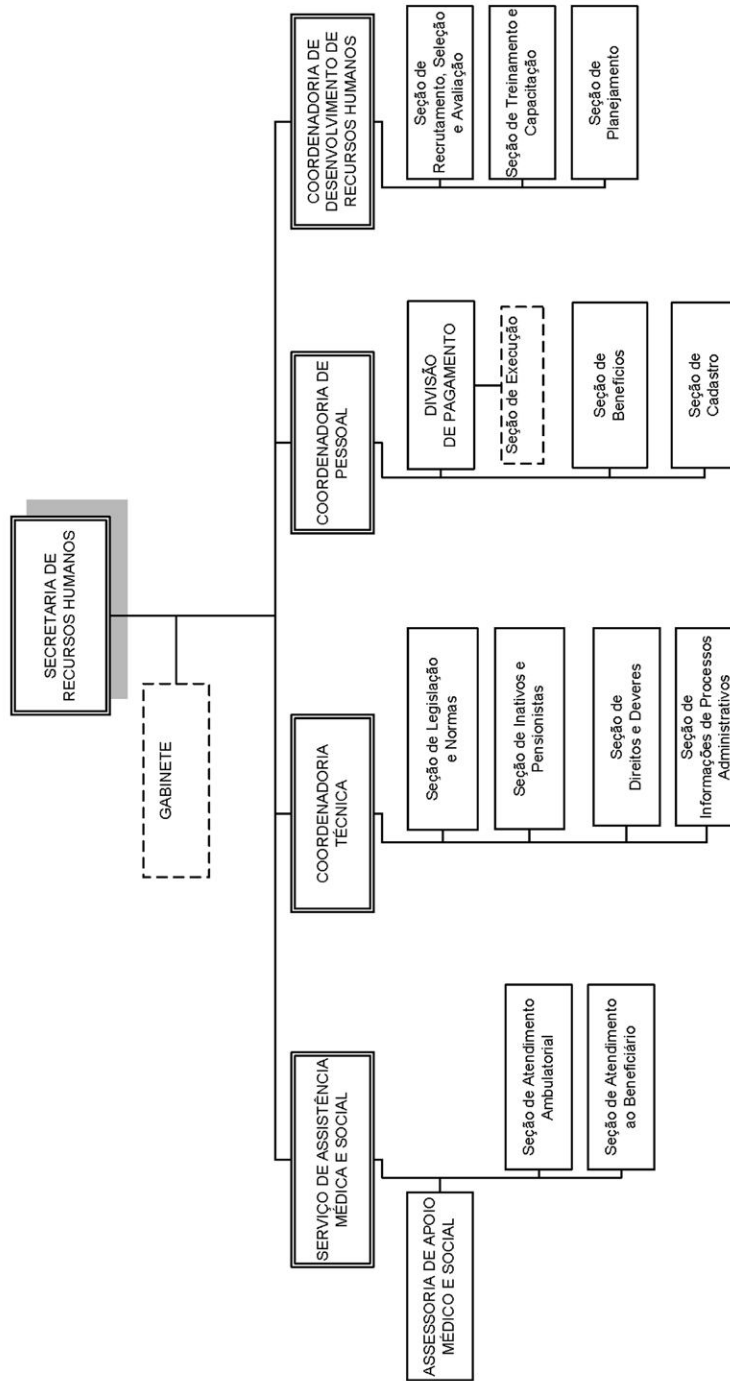 SECRETARIA DE
RECURSOS HUMANOS
GABINETE
SERVIÇO DE ASSISTÊNCIA
MÉDICA E SOCIAL
ASSESSORIA DE APOIO
MÉDICO E SOCIAL
Seção de Atendimento
Ambulatorial
Seção de Atendimento
ao Beneficiário
COORDENADORIA
TÉCNICA
Seção de Legislação
e Normas
Seção de Inativos e
Pensionistas
Seção de
Direitos e Deveres
Seção de
Informações de Processos
Administrativos
COORDENADORIA DE
PESSOAL
DIVISÃO
DE PAGAMENTO
Seção de Execução
Seção de
Benefícios
Seção de
Cadastro
COORDENADORIA DE
DESENVOLVIMENTO DE
RECURSOS HUMANOS
Seção de
Recrutamento, Seleção
e Avaliação
Seção de Treinamento e
Capacitação
Seção de
Planejamento